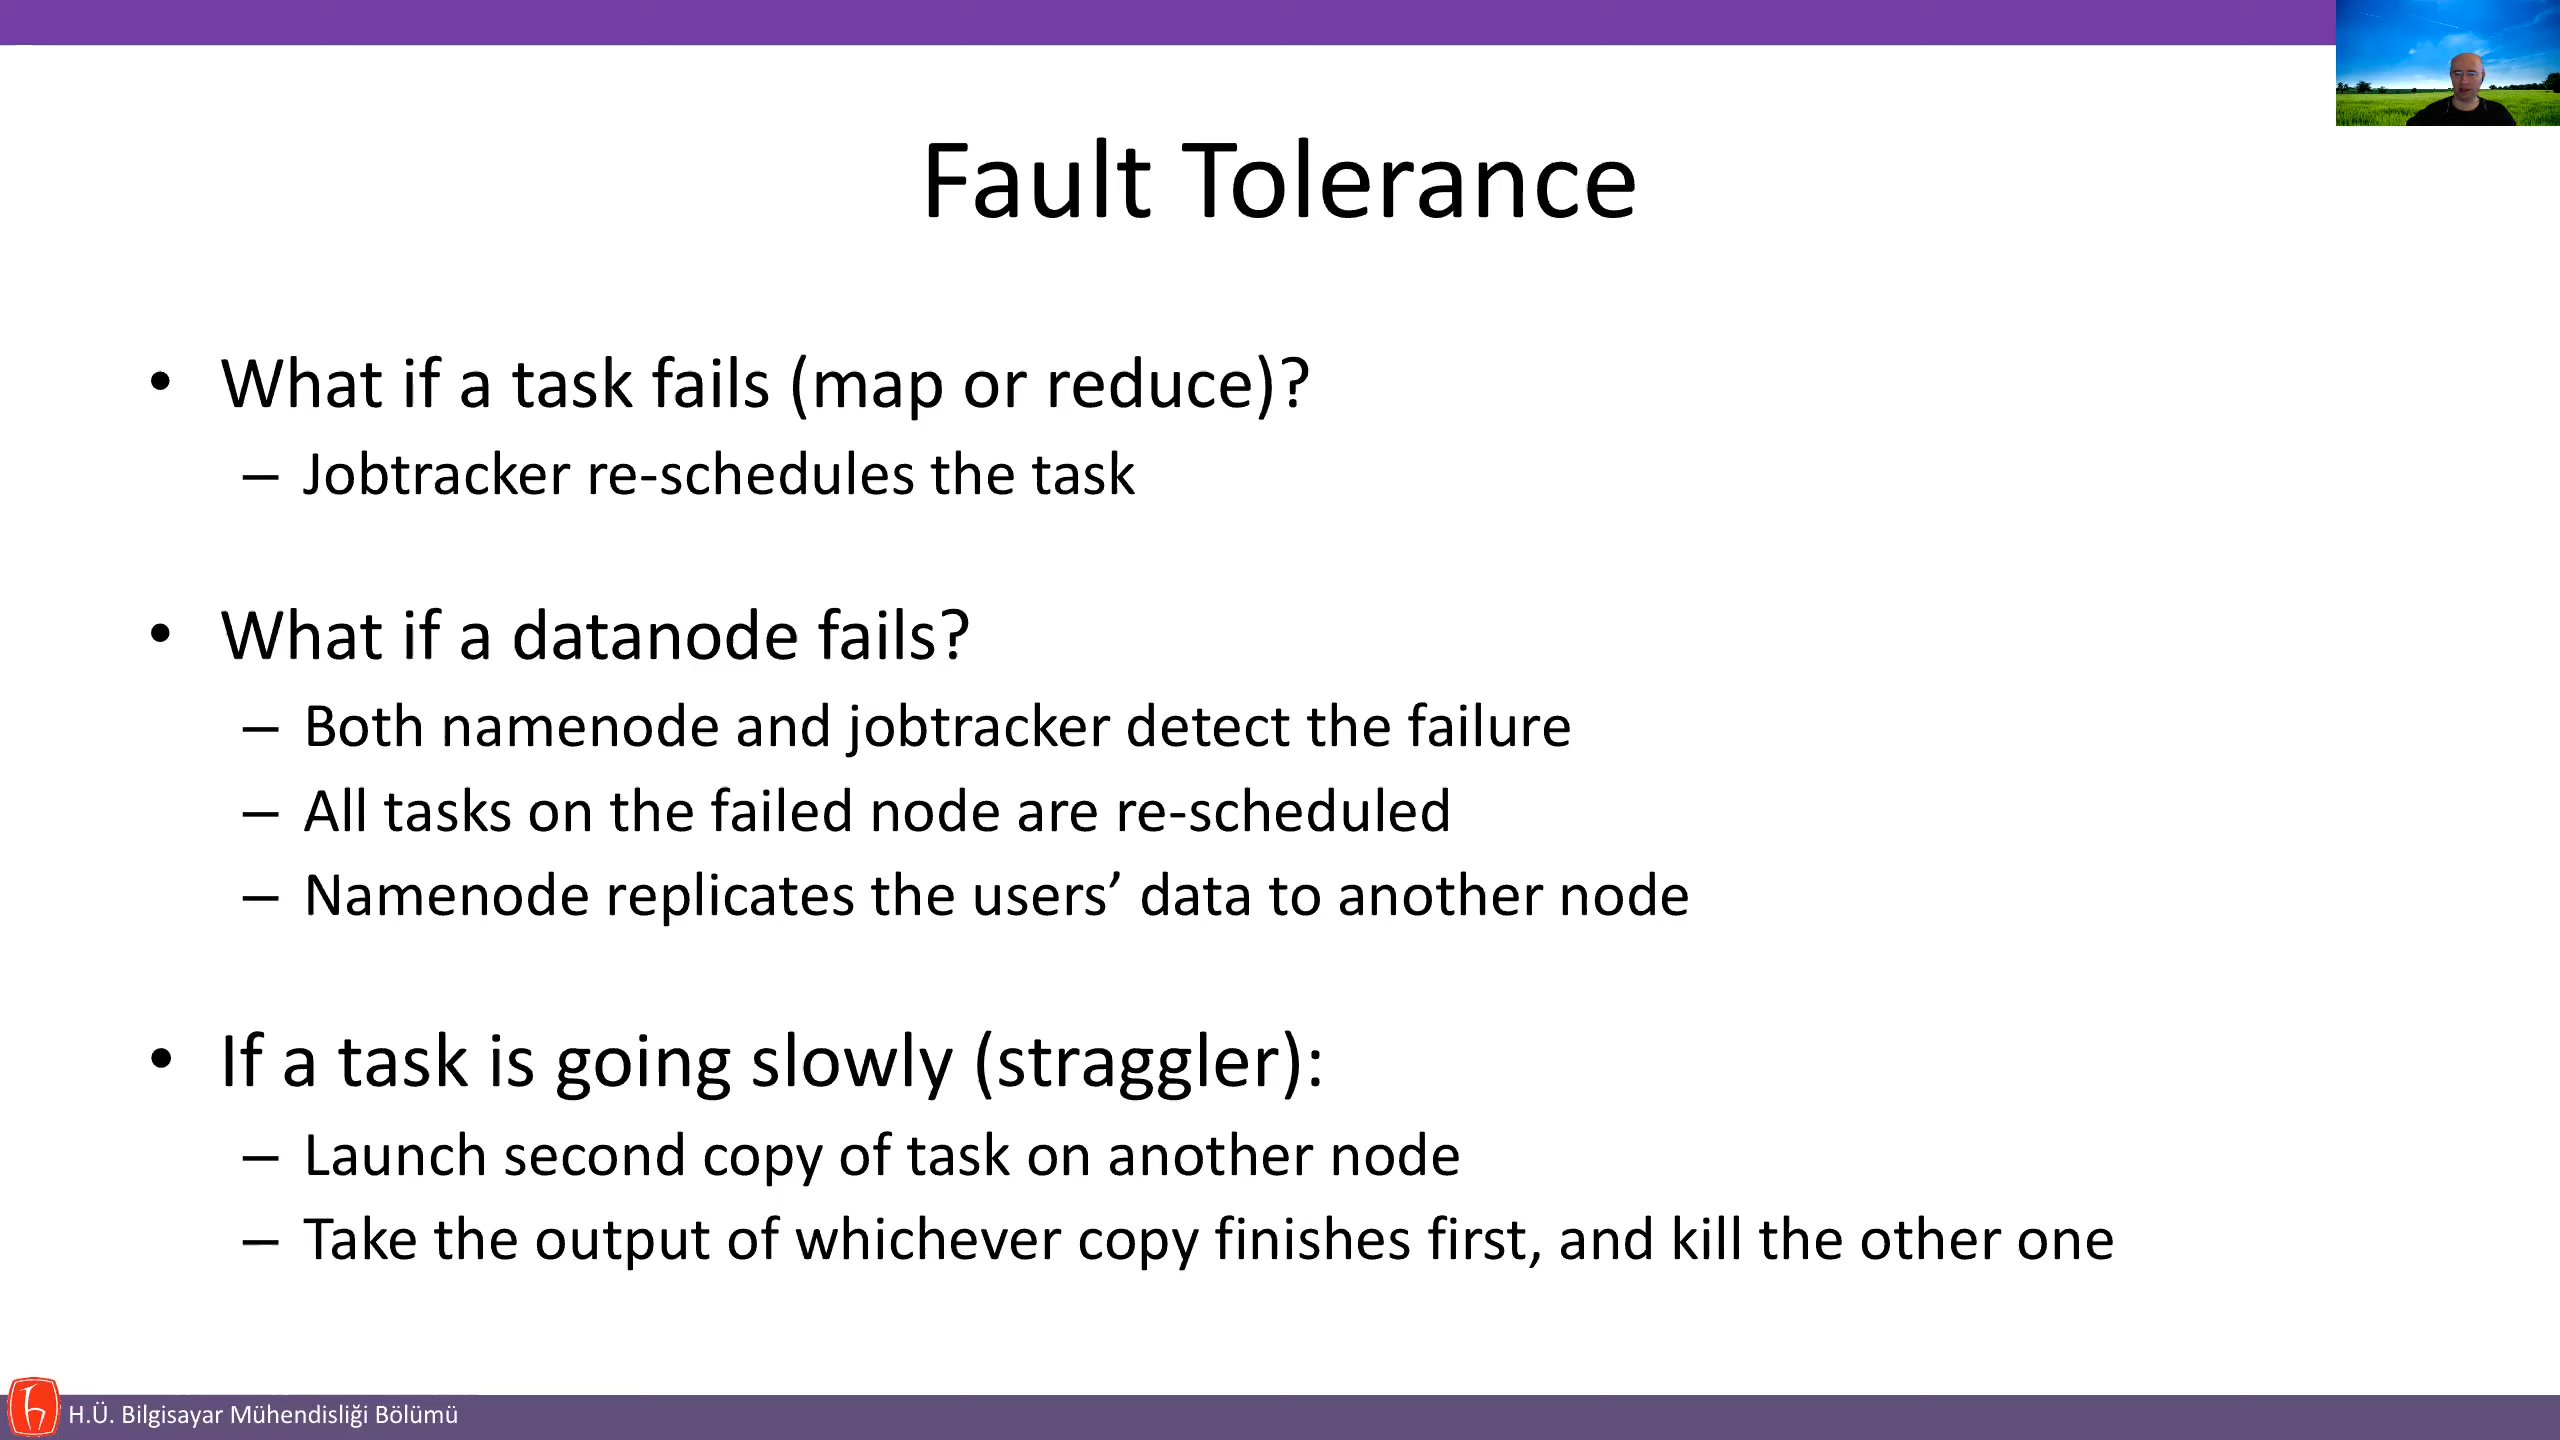 Fault Tolerance
• What if a task fails (map or reduce)?
– Jobtracker re-schedules the task
• What if a datanode fails?
– Both namenode and jobtracker detect the failure
– All tasks on the failed node are re-scheduled
– Namenode replicates the users’ data to another node
• If a task is going slowly (straggler):
– Launch second copy of task on another node
– Take the output of whichever copy finishes first, and kill the other one
H.Ü. Bilgisayar Mühendisliği Bölümü